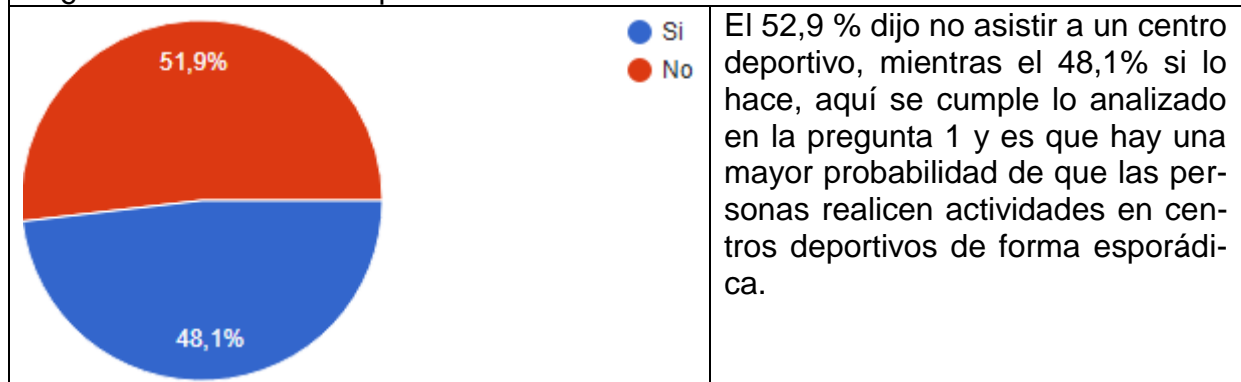 51,9%
48,1%
Si
No
El 52,9 % dijo no asistir a un centro
deportivo, mientras el 48,1% si lo
hace, aquí se cumple lo analizado
en la pregunta 1 y es que hay una
mayor probabilidad de que las per-
sonas realicen actividades en cen-
tros deportivos de forma esporádi-
ca.